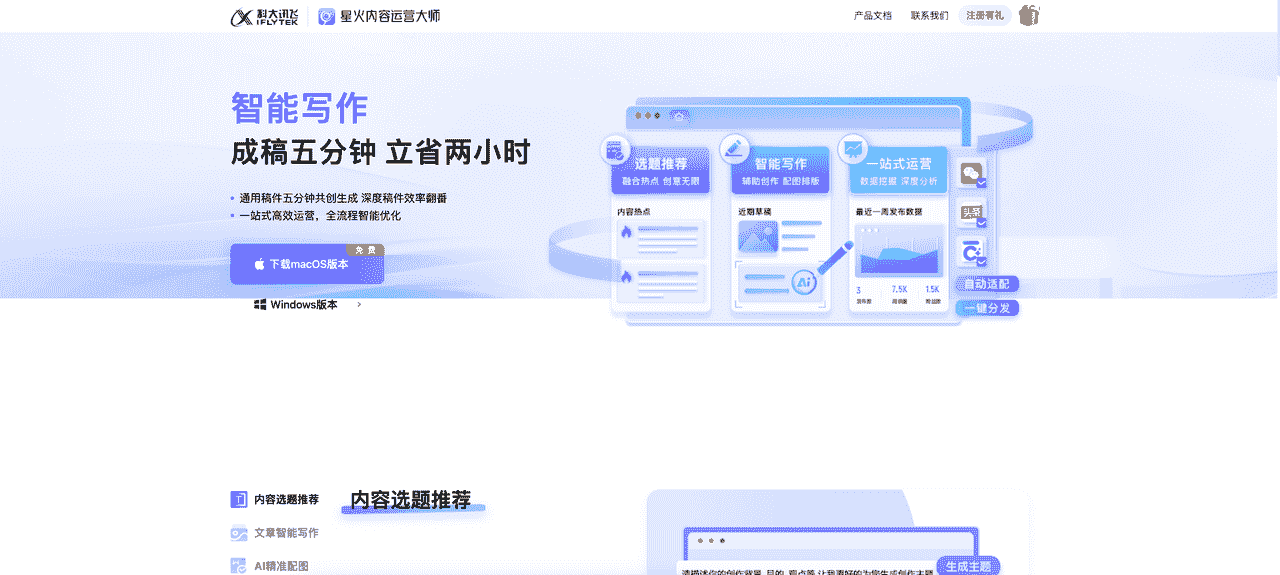 科大讯飞
IFLYTEK
星火内容运营大师
产品文档
联系我们
注册有礼
智能写作
成稿五分钟 立省两小时
通用稿件五分钟共创生成 深度稿件效率翻番
一站式高效运营，全流程智能优化
免费
下载macOS版本
Windows版本
选题推荐
融合热点 创意无限
内容热点
智能写作
辅助创作 配图排版
近期草稿
Ai
一站式运营
数据挖掘 深度分析
最近一周发布数据
3
7.5K
1.5K
头条
自动适配
一键分发
内容选题推荐
文章智能写作
AI精准配图
内容选题推荐
生成创作主题
生成主题